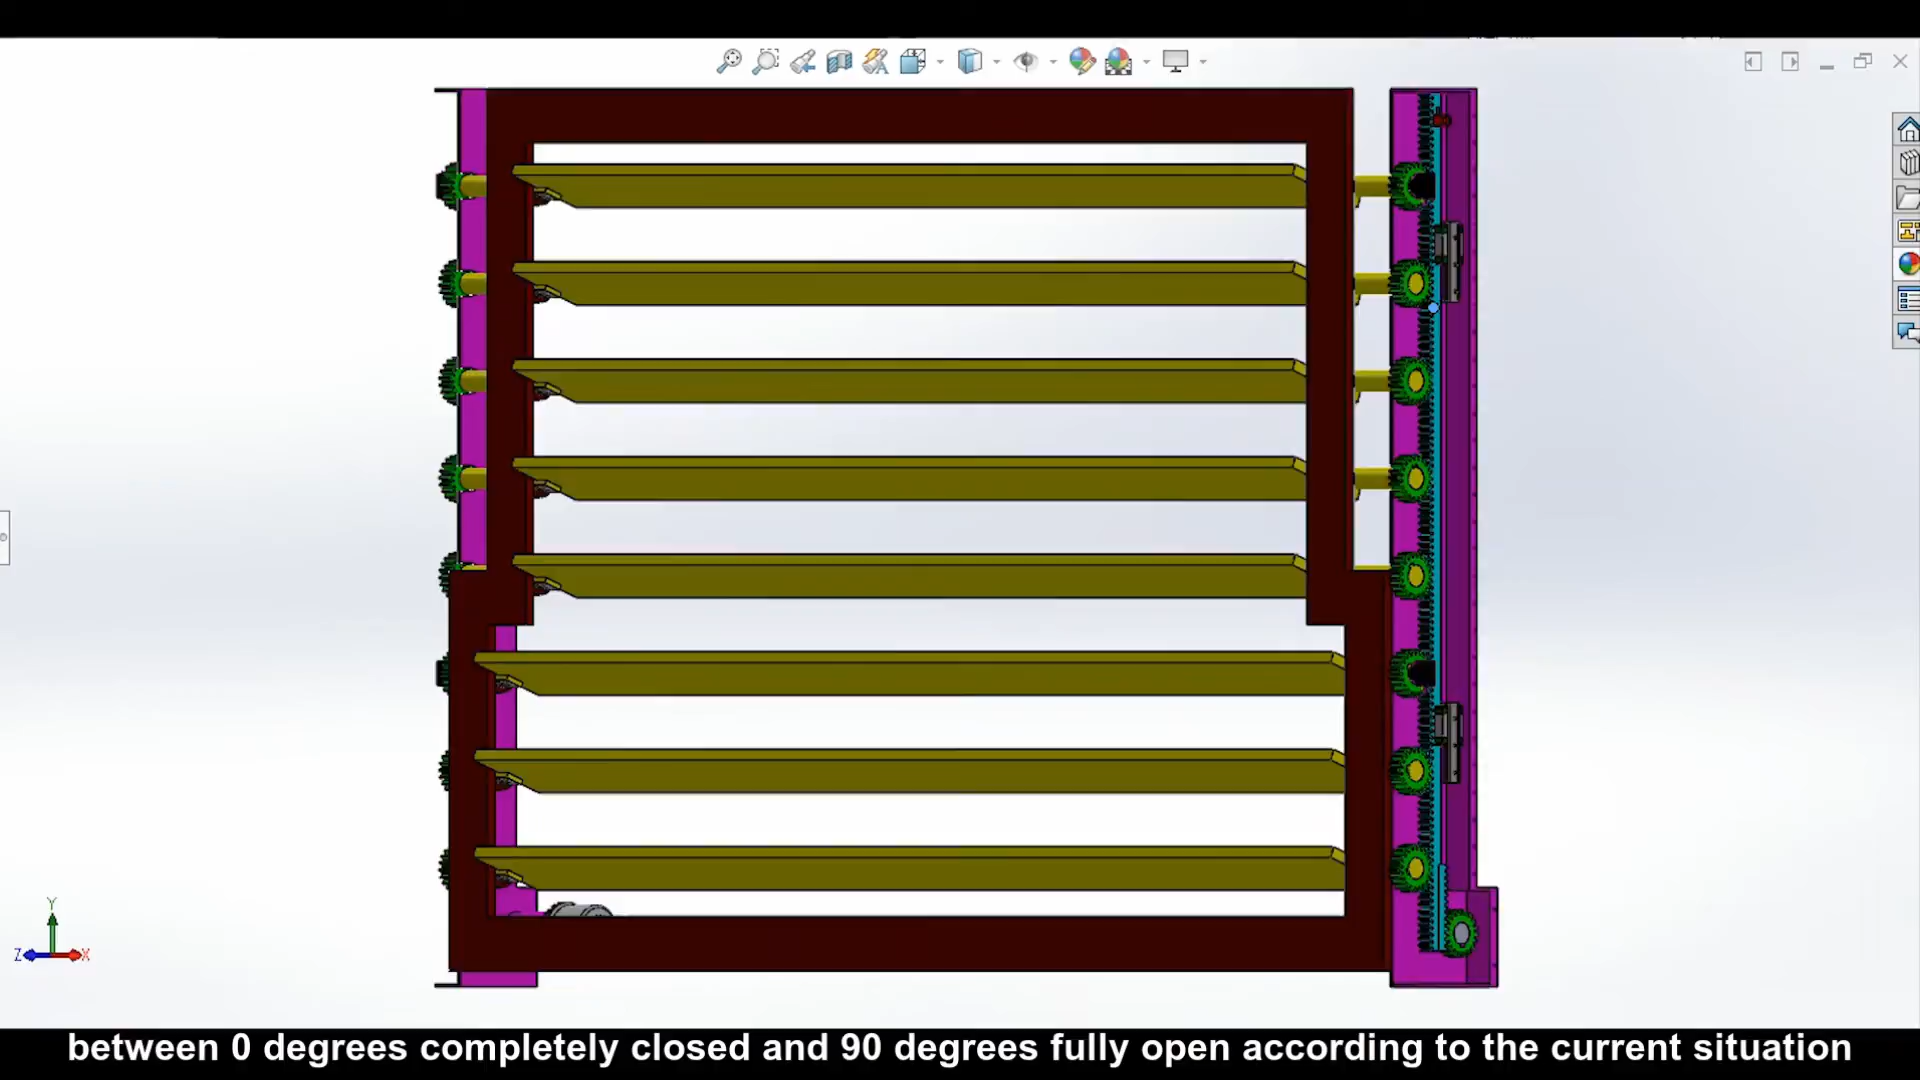 Y
Z
X
between 0 degrees completely closed and 90 degrees fully open according to the current situation